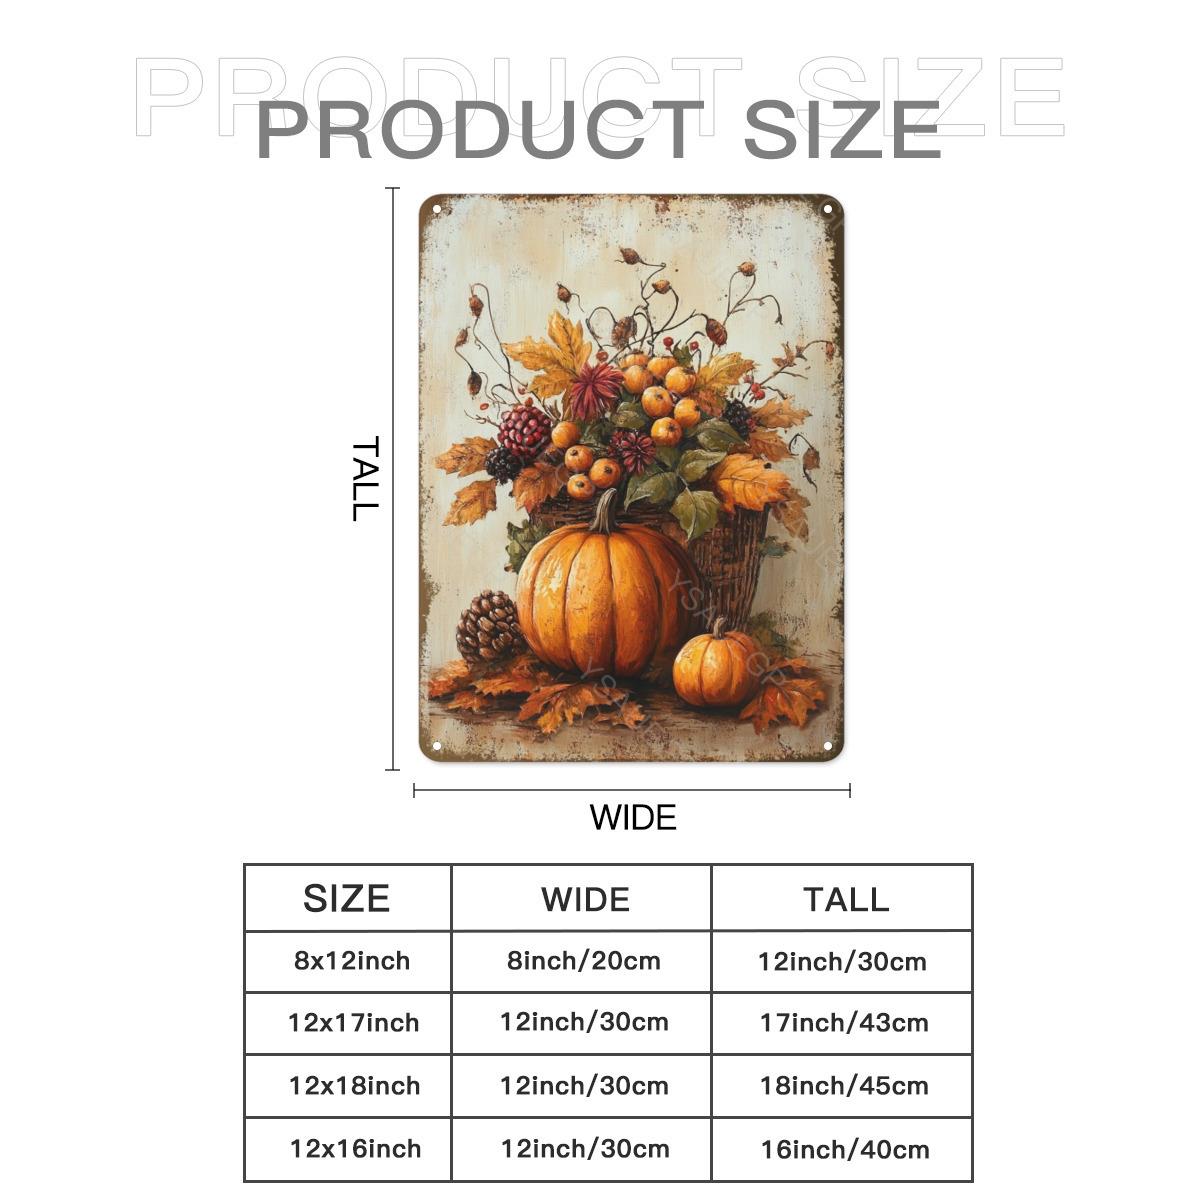 PRODUCT SIZE
PRODUCT SIZE
TALL
WIDE
SIZE WIDE TALL
8x12inch 8inch/20cm 12inch/30cm
12x17inch 12inch/30cm 17inch/43cm
12x18inch 12inch/30cm 18inch/45cm
12x16inch 12inch/30cm 16inch/40cm